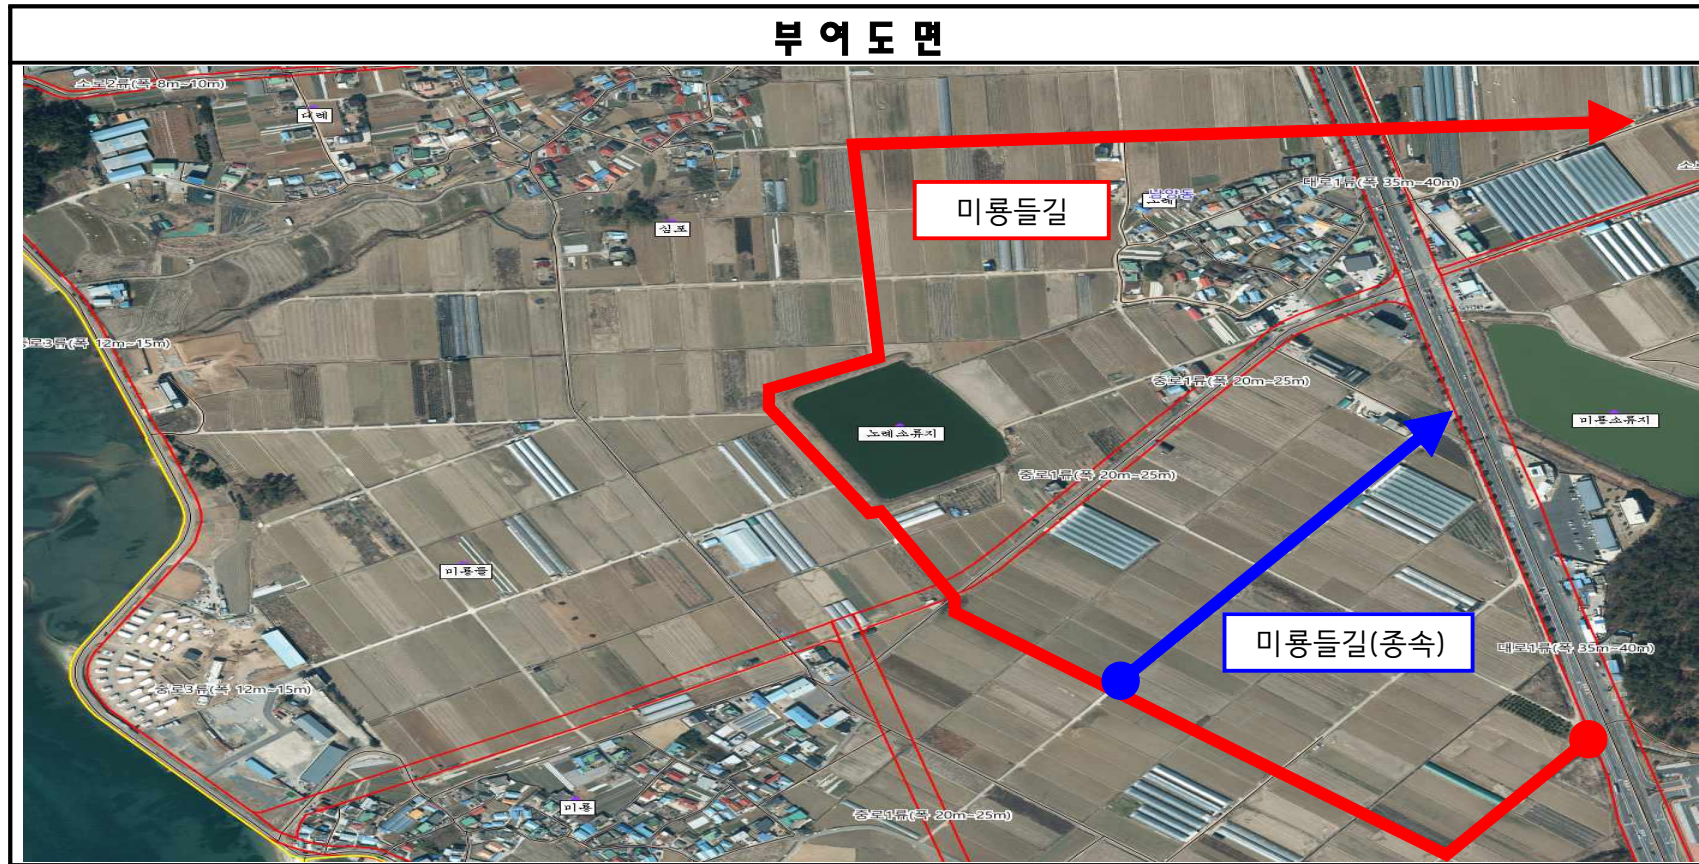 부 여 도 면
소로2류(폭 8m~10m)
대례
미룡들길
대로1류(폭 35m~40m)
남양동
노례
심포
중로3류(폭 12m~15m)
중로1류(폭 20m~25m)
노례소류지
미룡소류지
중로1류(폭 20m~25m)
미룡들
미룡들길(종속)
대로1류(폭 35m~40m)
중로3류(폭 12m~15m)
미룡
중로1류(폭 20m~25m)